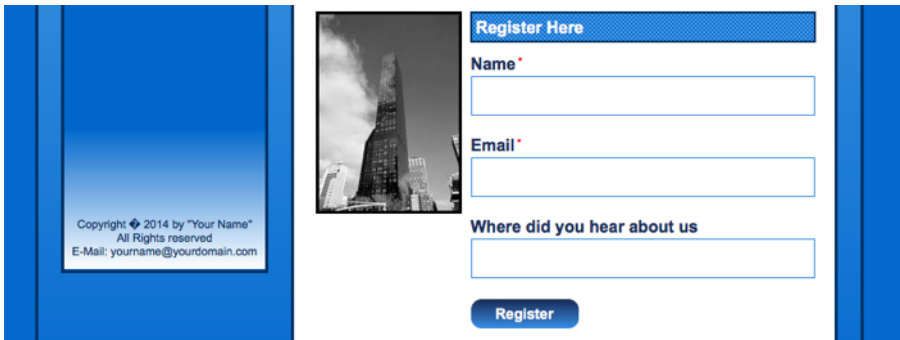 Register Here
Name*
Email*
Where did you hear about us
Register
Copyright � 2014 by "Your Name"
All Rights reserved
E-Mail: yourname@yourdomain.com